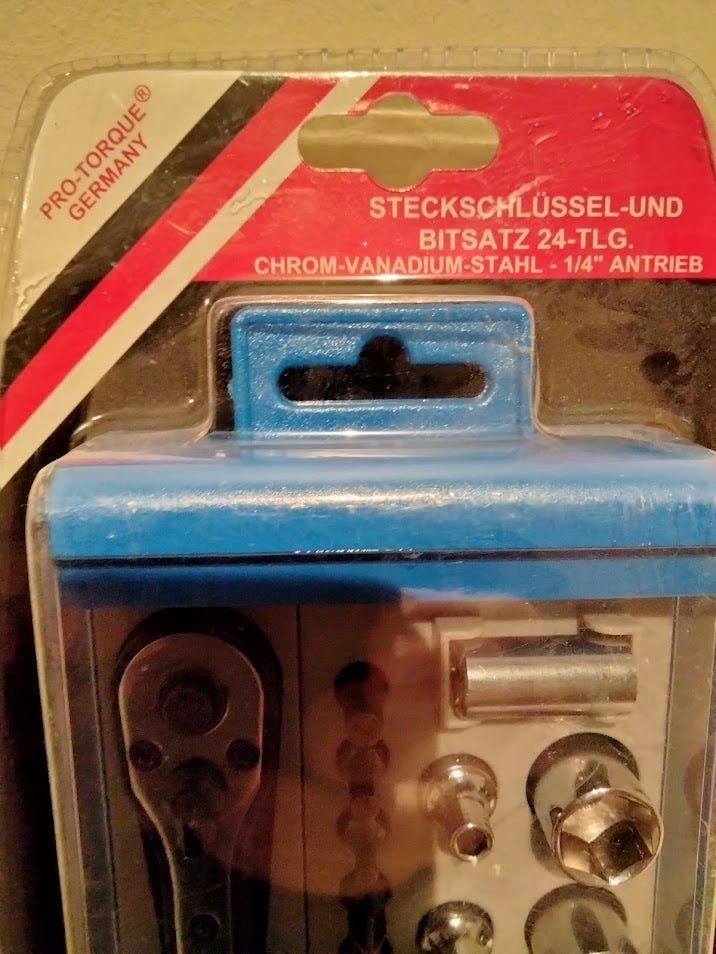 PRO-TORQUE®
GERMANY
STECKSCHLÜSSEL-UND
BITSATZ 24-TLG.
CHROM-VANADIUM-STAHL - 1/4" ANTRIEB